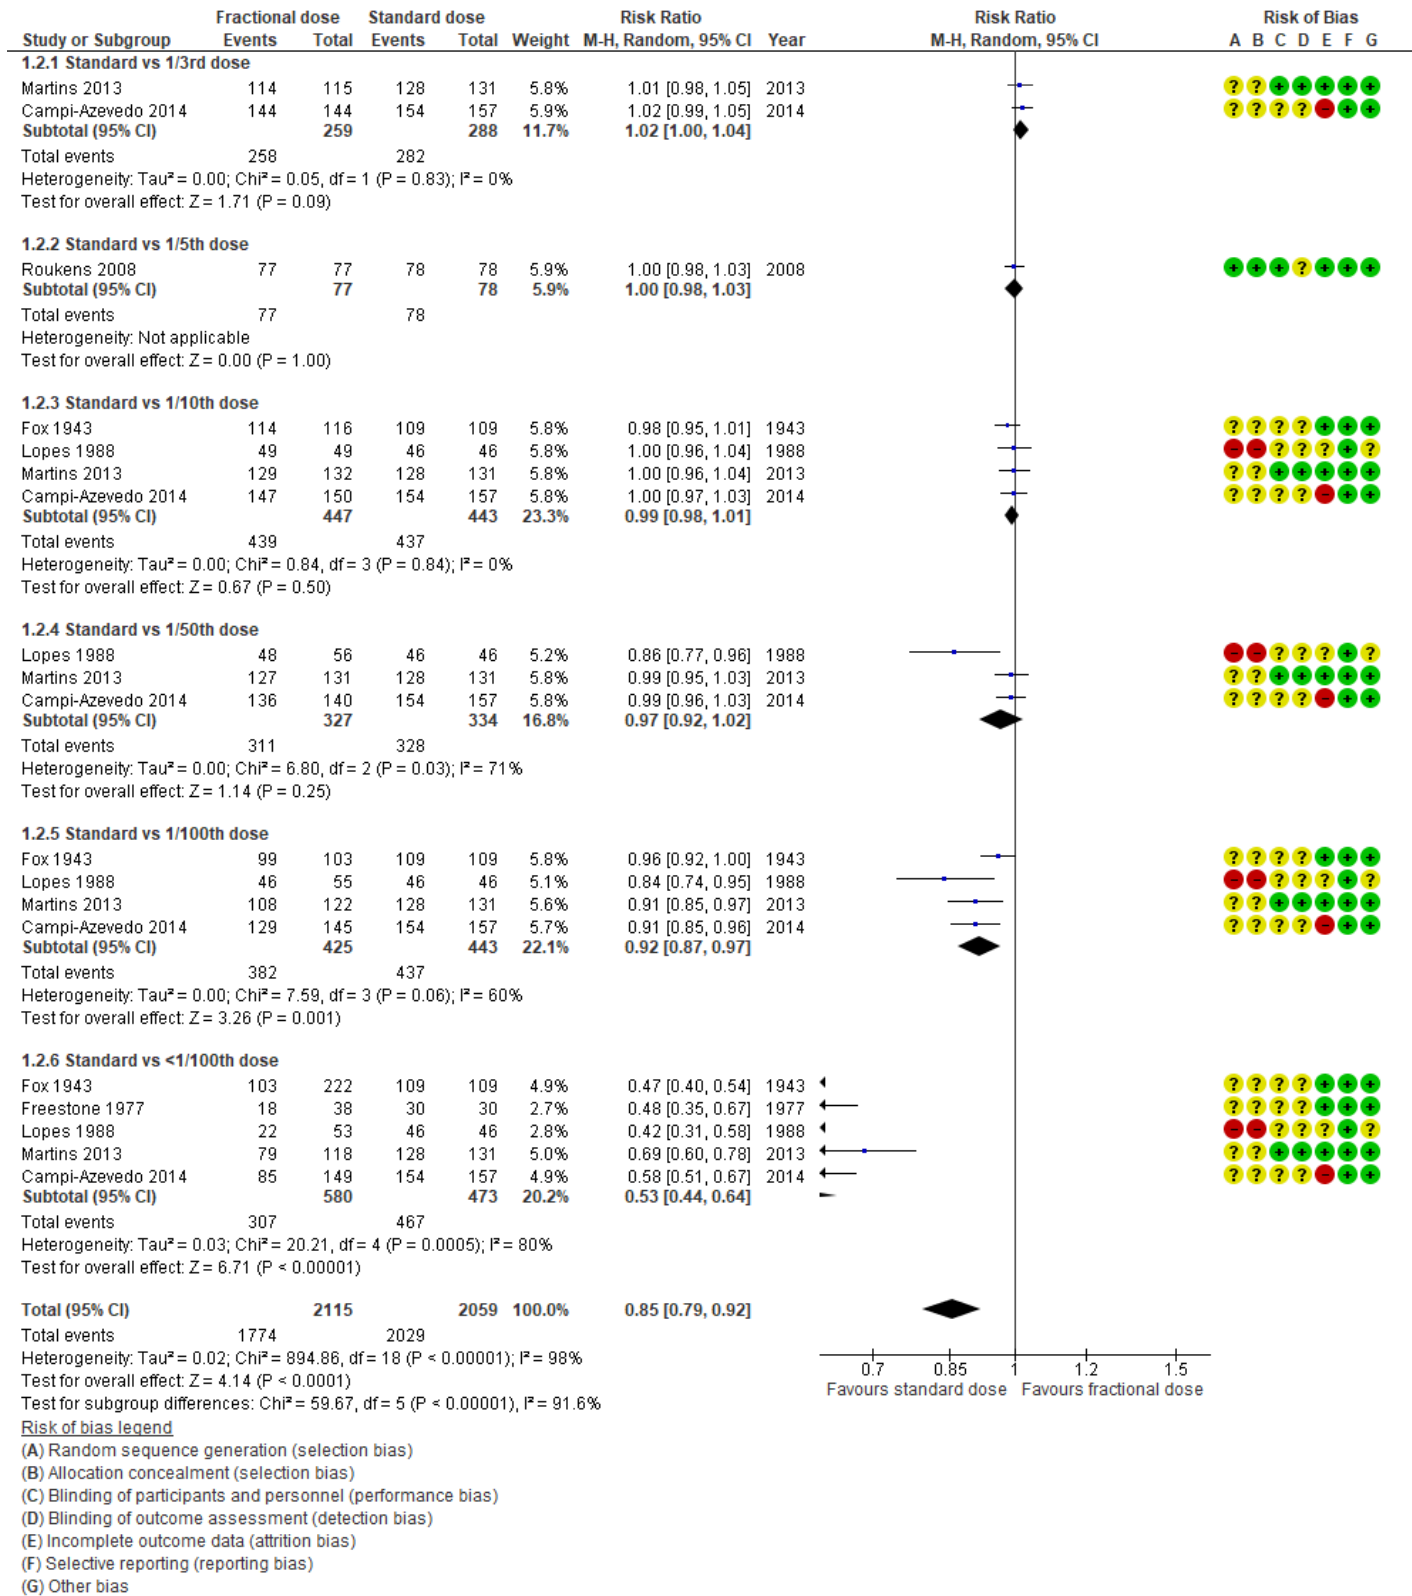 Fractional dose Standard dose Risk Ratio Risk Ratio Risk of Bias
Study or Subgroup Events Total Events Total Weight M-H, Random, 95% CI Year M-H, Random, 95% CI A B C D E F G
1.2.1 Standard vs 1/3rd dose
Martins 2013 114 115 128 131 5.8% 1.01 [0.98, 1.05] 2013 ? ? + + + + +
Campi-Azevedo 2014 144 144 154 157 5.9% 1.02 [0.99, 1.05] 2014 ? ? ? ? - + +
Subtotal (95% CI) 259 288 11.7% 1.02 [1.00, 1.04]
Total events 258 282
Heterogeneity: Tau² = 0.00; Chi² = 0.05, df = 1 (P = 0.83); I² = 0%
Test for overall effect: Z = 1.71 (P = 0.09)
1.2.2 Standard vs 1/5th dose
Roukens 2008 77 77 78 78 5.9% 1.00 [0.98, 1.03] 2008 + + + ? + + +
Subtotal (95% CI) 77 78 5.9% 1.00 [0.98, 1.03]
Total events 77 78
Heterogeneity: Not applicable
Test for overall effect: Z = 0.00 (P = 1.00)
1.2.3 Standard vs 1/10th dose
Fox 1943 114 116 109 109 5.8% 0.98 [0.95, 1.01] 1943 ? ? ? ? + + +
Lopes 1988 49 49 46 46 5.8% 1.00 [0.96, 1.04] 1988 - - ? ? ? + ?
Martins 2013 129 132 128 131 5.8% 1.00 [0.96, 1.04] 2013 ? ? + + + + +
Campi-Azevedo 2014 147 150 154 157 5.8% 1.00 [0.97, 1.03] 2014 ? ? ? ? - + +
Subtotal (95% CI) 447 443 23.3% 0.99 [0.98, 1.01]
Total events 439 437
Heterogeneity: Tau² = 0.00; Chi² = 0.84, df = 3 (P = 0.84); I² = 0%
Test for overall effect: Z = 0.67 (P = 0.50)
1.2.4 Standard vs 1/50th dose
Lopes 1988 48 56 46 46 5.2% 0.86 [0.77, 0.96] 1988 - - ? ? ? + ?
Martins 2013 127 131 128 131 5.8% 0.99 [0.95, 1.03] 2013 ? ? + + + + +
Campi-Azevedo 2014 136 140 154 157 5.8% 0.99 [0.96, 1.03] 2014 ? ? ? ? - + +
Subtotal (95% CI) 327 334 16.8% 0.97 [0.92, 1.02]
Total events 311 328
Heterogeneity: Tau² = 0.00; Chi² = 6.80, df = 2 (P = 0.03); I² = 71%
Test for overall effect: Z = 1.14 (P = 0.25)
1.2.5 Standard vs 1/100th dose
Fox 1943 99 103 109 109 5.8% 0.96 [0.92, 1.00] 1943 ? ? ? ? + + +
Lopes 1988 46 55 46 46 5.1% 0.84 [0.74, 0.95] 1988 - - ? ? ? + ?
Martins 2013 108 122 128 131 5.6% 0.91 [0.85, 0.97] 2013 ? ? + + + + +
Campi-Azevedo 2014 129 145 154 157 5.7% 0.91 [0.85, 0.96] 2014 ? ? ? ? - + +
Subtotal (95% CI) 425 443 22.1% 0.92 [0.87, 0.97]
Total events 382 437
Heterogeneity: Tau² = 0.00; Chi² = 7.59, df = 3 (P = 0.06); I² = 60%
Test for overall effect: Z = 3.26 (P = 0.001)
1.2.6 Standard vs <1/100th dose
Fox 1943 103 222 109 109 4.9% 0.47 [0.40, 0.54] 1943 ? ? ? ? + + +
Freestone 1977 18 38 30 30 2.7% 0.48 [0.35, 0.67] 1977 ? ? ? ? + + +
Lopes 1988 22 53 46 46 2.8% 0.42 [0.31, 0.58] 1988 - - ? ? ? + ?
Martins 2013 79 118 128 131 5.0% 0.69 [0.60, 0.78] 2013 ? ? + + + + +
Campi-Azevedo 2014 85 149 154 157 4.9% 0.58 [0.51, 0.67] 2014 ? ? ? ? - + +
Subtotal (95% CI) 580 473 20.2% 0.53 [0.44, 0.64]
Total events 307 467
Heterogeneity: Tau² = 0.03; Chi² = 20.21, df = 4 (P = 0.0005); I² = 80%
Test for overall effect: Z = 6.71 (P < 0.00001)
Total (95% CI) 2115 2059 100.0% 0.85 [0.79, 0.92]
Total events 1774 2029
Heterogeneity: Tau² = 0.02; Chi² = 894.86, df = 18 (P < 0.00001); I² = 98%
Test for overall effect: Z = 4.14 (P < 0.0001)
Test for subgroup differences: Chi² = 59.67, df = 5 (P < 0.00001), I² = 91.6%
0.7 0.85 1 1.2 1.5
Favours standard dose Favours fractional dose
Risk of bias legend
(A) Random sequence generation (selection bias)
(B) Allocation concealment (selection bias)
(C) Blinding of participants and personnel (performance bias)
(D) Blinding of outcome assessment (detection bias)
(E) Incomplete outcome data (attrition bias)
(F) Selective reporting (reporting bias)
(G) Other bias